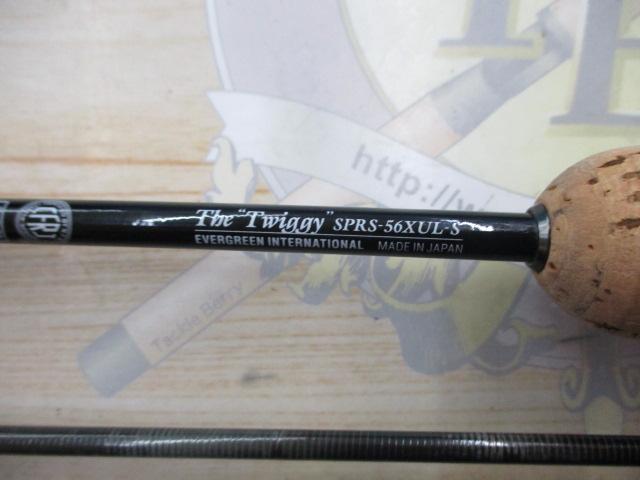 The "Twiggy" SPRS-56XUL-S
EVERGREEN INTERNATIONAL MADE IN JAPAN
http://w
Tackle Berry